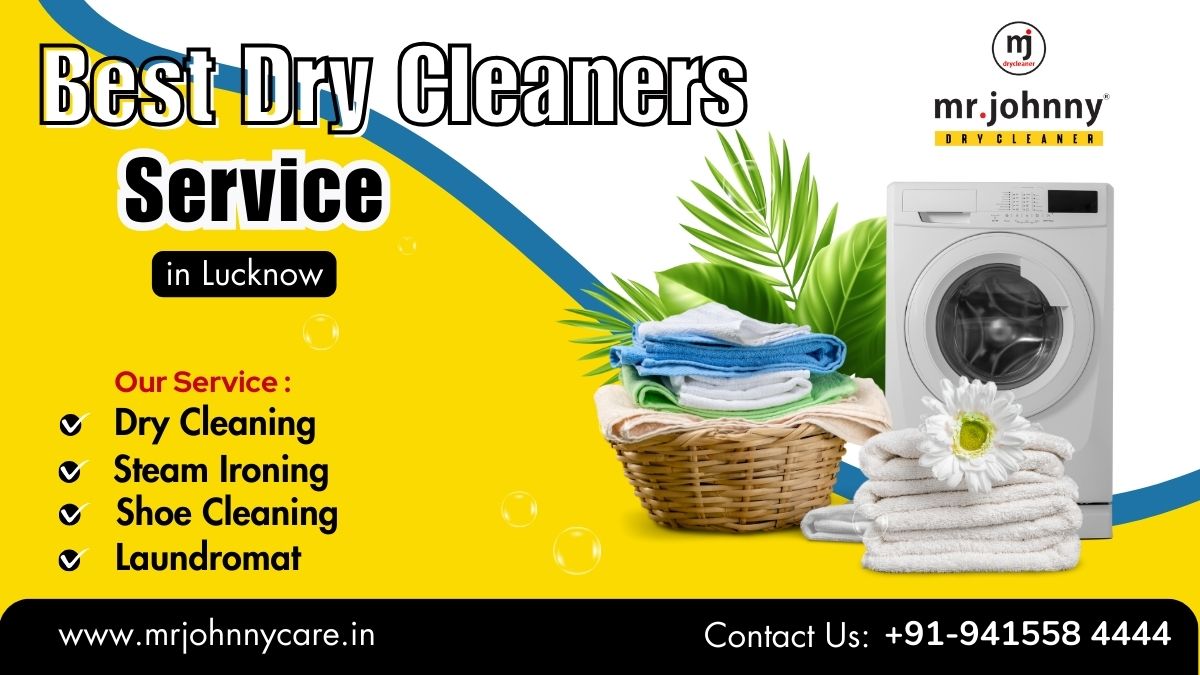 Best Dry Cleaners
Service
in Lucknow
mj
drycleaner
mr.johnny®
DRY CLEANER
Our Service :
Dry Cleaning
Steam Ironing
Shoe Cleaning
Laundromat
www.mrjohnnycare.in
Contact Us: +91-941558 4444